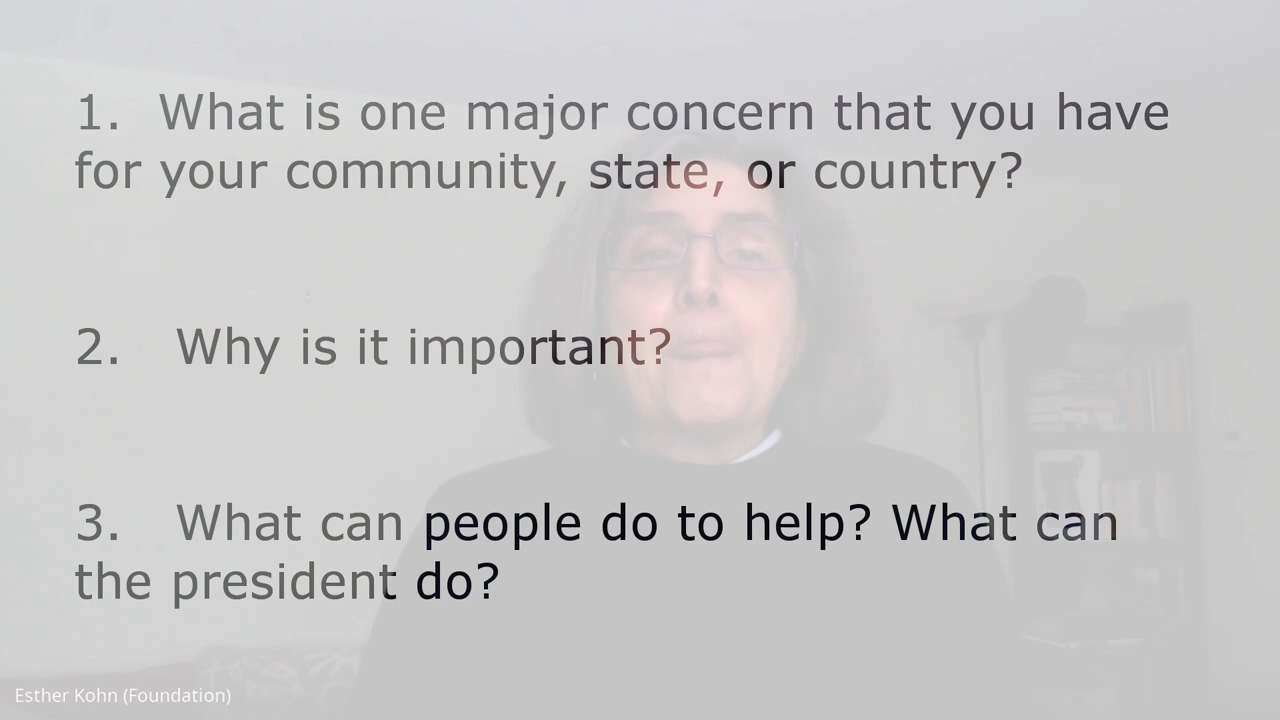 1. What is one major concern that you have
for your community, state, or country?
2. Why is it important?
3. What can people do to help? What can
the president do?
Esther Kohn (Foundation)